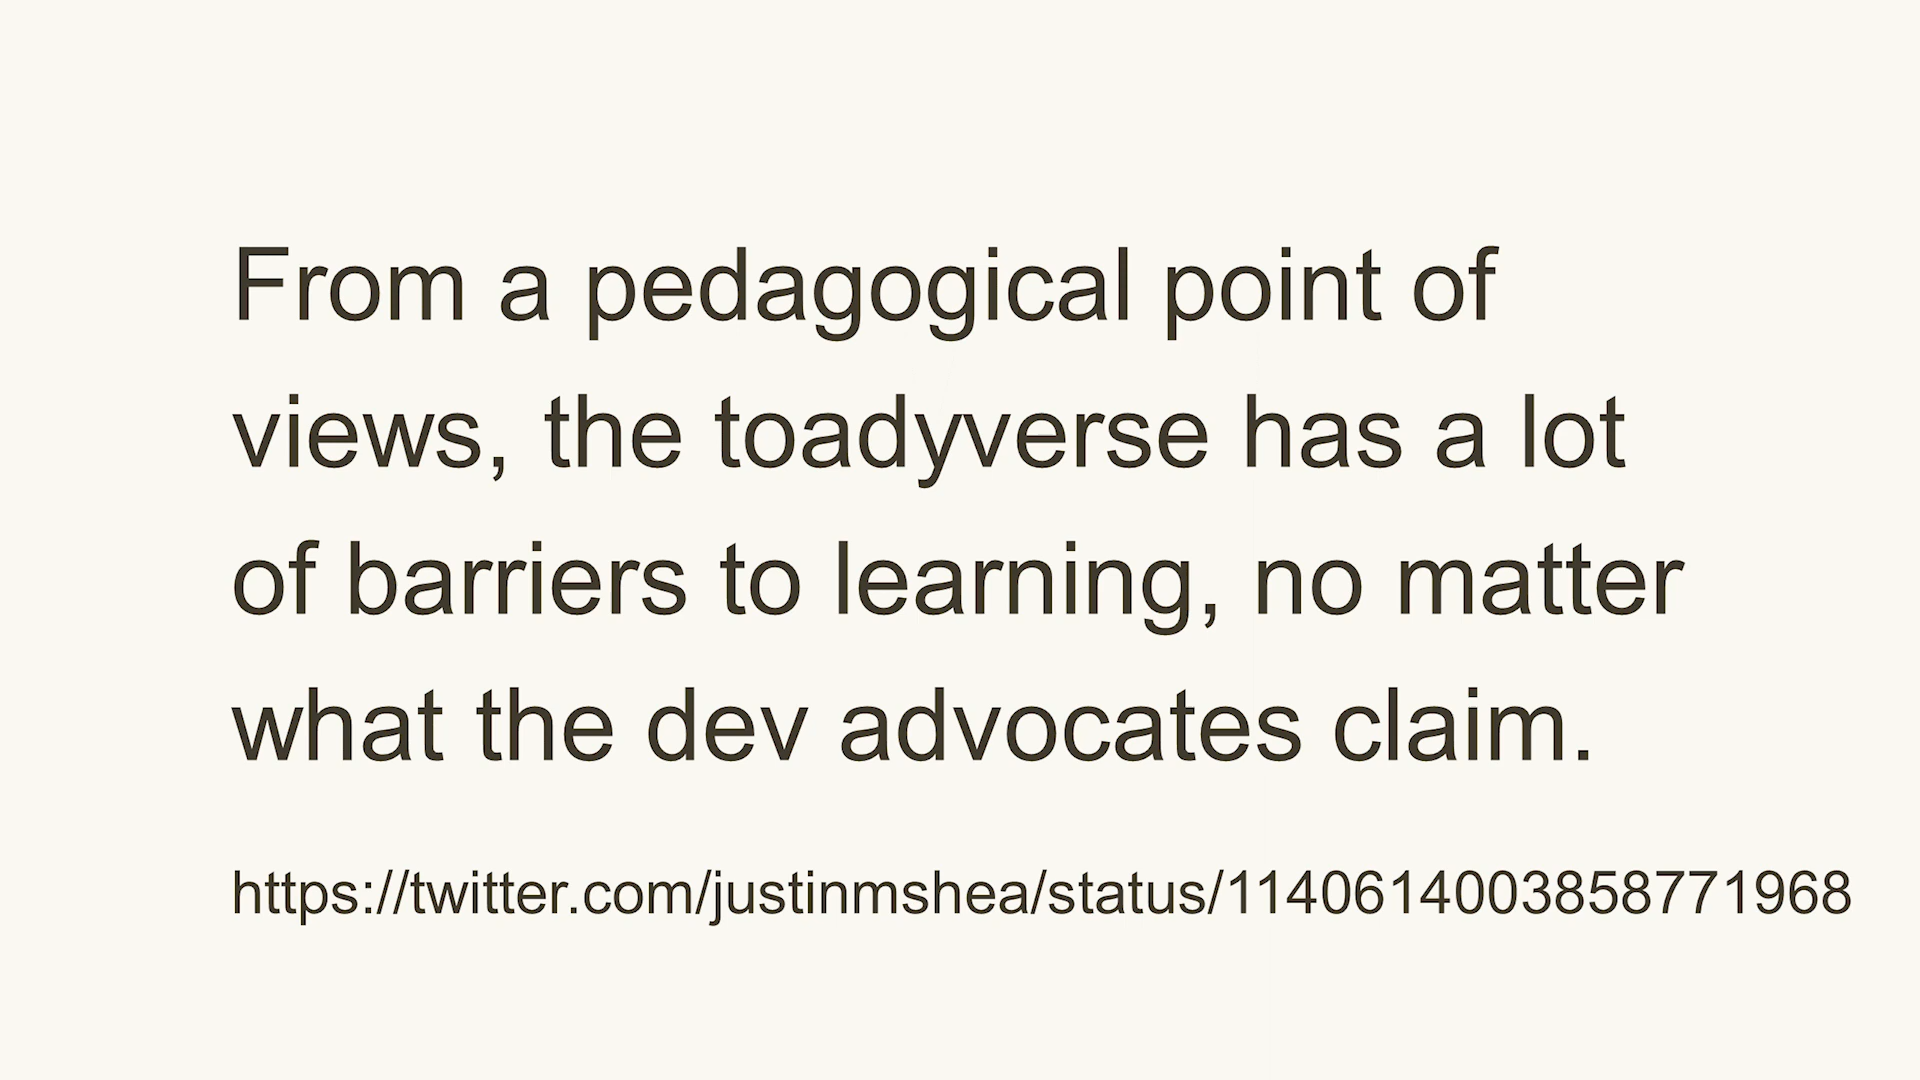 From a pedagogical point of
views, the toadyverse has a lot
of barriers to learning, no matter
what the dev advocates claim.
https://twitter.com/justinmshea/status/1140614003858771968